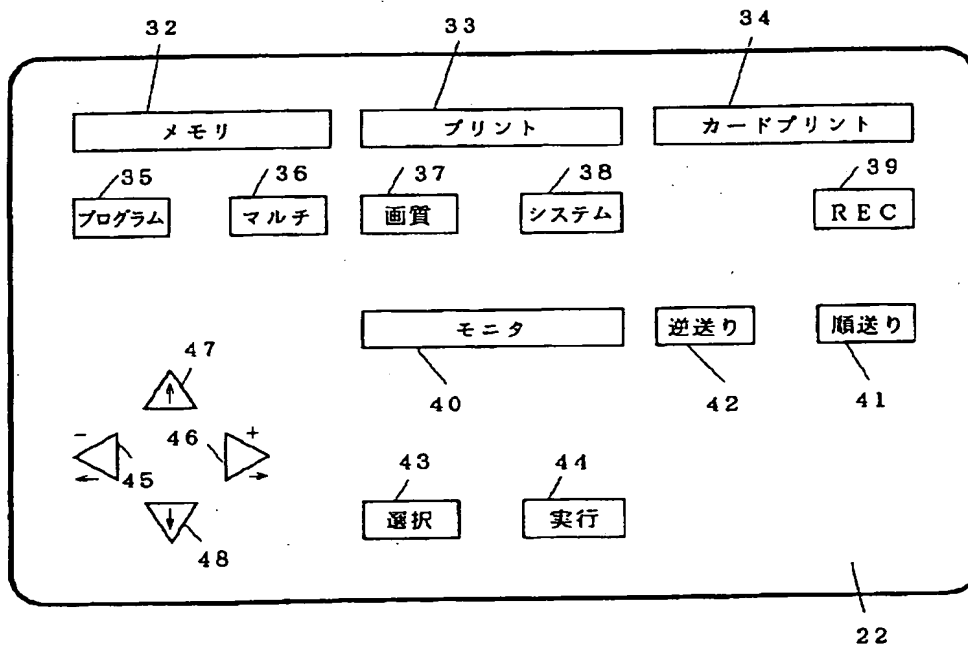 32 33 34
メモリ プリント カードプリント
35 36 37 38 39
プログラム マルチ 画質 システム REC
モニタ 逆送り 順送り
47
40 42 41
- 46 +
← 45 →
↑
↓
43 44
選択 実行
48
22